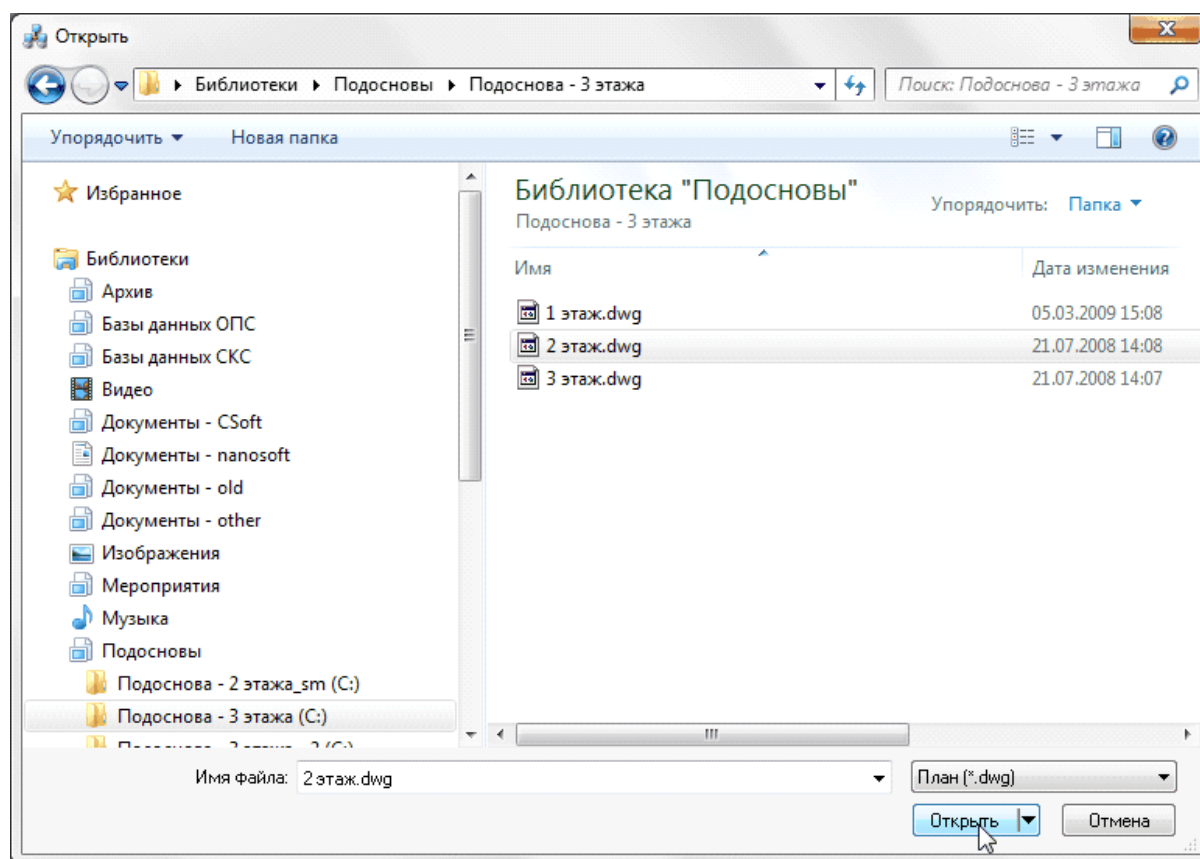 Открыть
Библиотеки Подосновы Подоснова - 3 этажа Поиск: Подоснова - 3 этажа
Упорядочить Новая папка
Избранное
Библиотеки
Архив
Базы данных ОПС
Базы данных СКС
Видео
Документы - CSoft
Документы - nanosoft
Документы - old
Документы - other
Изображения
Мероприятия
Музыка
Подосновы
Подоснова - 2 этажа_sm (C:)
Подоснова - 3 этажа (C:)
Библиотека "Подосновы"
Подоснова - 3 этажа
Упорядочить: Папка
Имя Дата изменения
1 этаж.dwg 05.03.2009 15:08
2 этаж.dwg 21.07.2008 14:08
3 этаж.dwg 21.07.2008 14:07
Имя файла: 2 этаж.dwg План (*.dwg)
Открыть Отмена